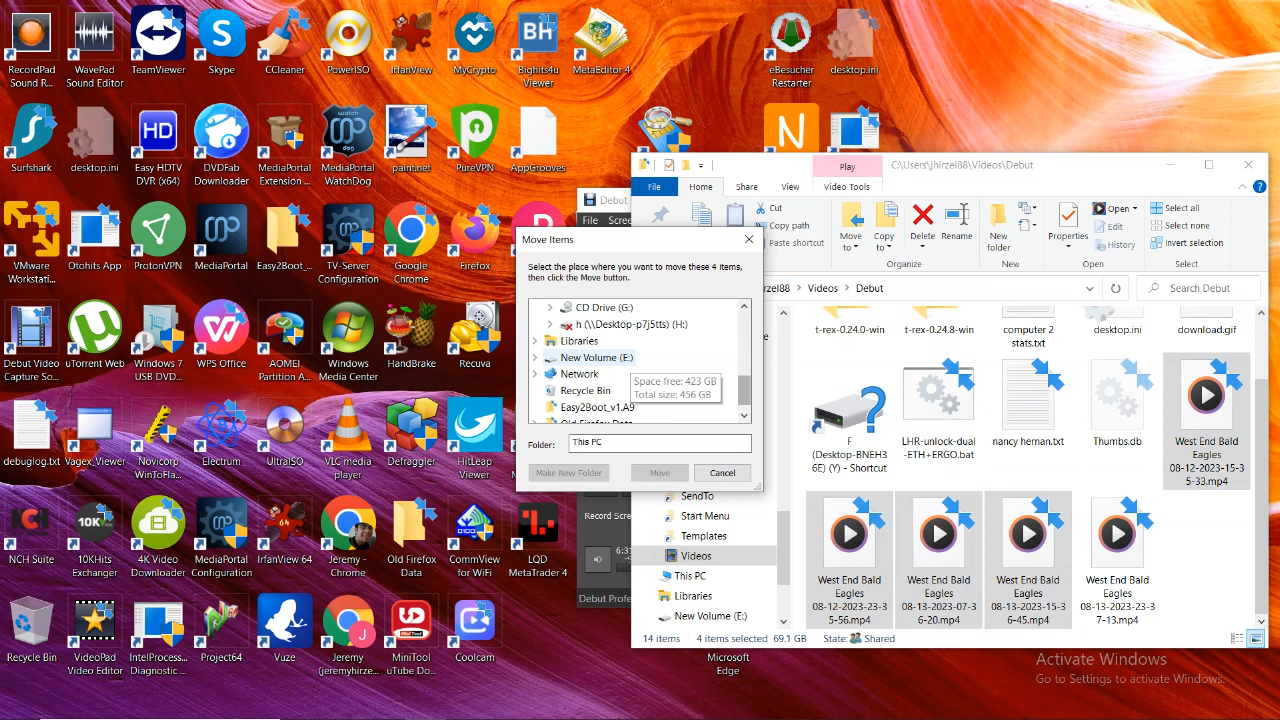 RecordPad
Sound R...
WavePad
Sound Editor
TeamViewer
Skype
CCleaner
PowerISO
IrfanView
MyCrypto
BH
Bighits4u
Viewer
MetaEditor 4
eBesucher
Restarter
desktop.ini
Surfshark
desktop.ini
HD
Easy HDTV
DVR (x64)
DVDFab
Downloader
MediaPortal
Extension ...
watch
dog
MediaPortal
WatchDog
paint.net
PureVPN
AppGrooves
N
VMware
Workstati...
Otohits App
ProtonVPN
MediaPortal
Easy2Boot_...
TV-Server
Configuration
Google
Chrome
Firefox
Debut Video
Capture So...
uTorrent Web
Windows 7
USB DVD...
WPS Office
AOMEI
Partition A...
Windows
Media Center
HandBrake
Recuva
debuglog.txt
Vagex_Viewer
Novicorp
WinToFla...
Electrum
UltraISO
VLC media
player
Defraggler
HitLeap
Viewer
NCH
NCH Suite
10KHits
Exchanger
4K Video
Downloader
MediaPortal
Configuration
IrfanView 64
Jeremy -
Chrome
Old Firefox
Data
CommView
for WiFi
LQD
MetaTrader 4
Recycle Bin
VideoPad
Video Editor
IntelProcess...
Diagnostic ...
Project64
Vuze
Jeremy
(jeremyhirze...
MiniTool
uTube Do...
Coolcam
Microsoft
Edge
Debut
File Scree
Record Scre
6:31
Debut Profe
Move Items
Select the place where you want to move these 4 items,
then click the Move button.
CD Drive (G:)
h (\\Desktop-p7j5tts) (H:)
Libraries
New Volume (E:)
Network
Recycle Bin
Easy2Boot_v1.A9
Old Firefox Data
Space free: 423 GB
Total size: 456 GB
Folder: This PC
Make New Folder
Move
Cancel
Play
C:\Users\jhirzel88\Videos\Debut
File
Home
Share
View
Video Tools
Cut
Copy path
Paste shortcut
Move
to
Copy
to
Delete
Rename
Organize
New
folder
New
Properties
Open
Edit
History
Open
Select all
Select none
Invert selection
Select
irzel88 > Videos > Debut
Search Debut
t-rex-0.24.0-win
t-rex-0.24.8-win
computer 2
stats.txt
desktop.ini
download.gif
F
(Desktop-BNEH3
6E) (Y) - Shortcut
LHR-unlock-dual
-ETH+ERGO.bat
nancy hernan.txt
Thumbs.db
West End Bald
Eagles
08-12-2023-15-3
5-33.mp4
West End Bald
Eagles
08-12-2023-23-3
5-56.mp4
West End Bald
Eagles
08-13-2023-07-3
6-20.mp4
West End Bald
Eagles
08-13-2023-15-3
6-45.mp4
West End Bald
Eagles
08-13-2023-23-3
7-13.mp4
SendTo
Start Menu
Templates
Videos
This PC
Libraries
New Volume (E:)
14 items
4 items selected 69.1 GB
State: Shared
Activate Windows
Go to Settings to activate Windows.